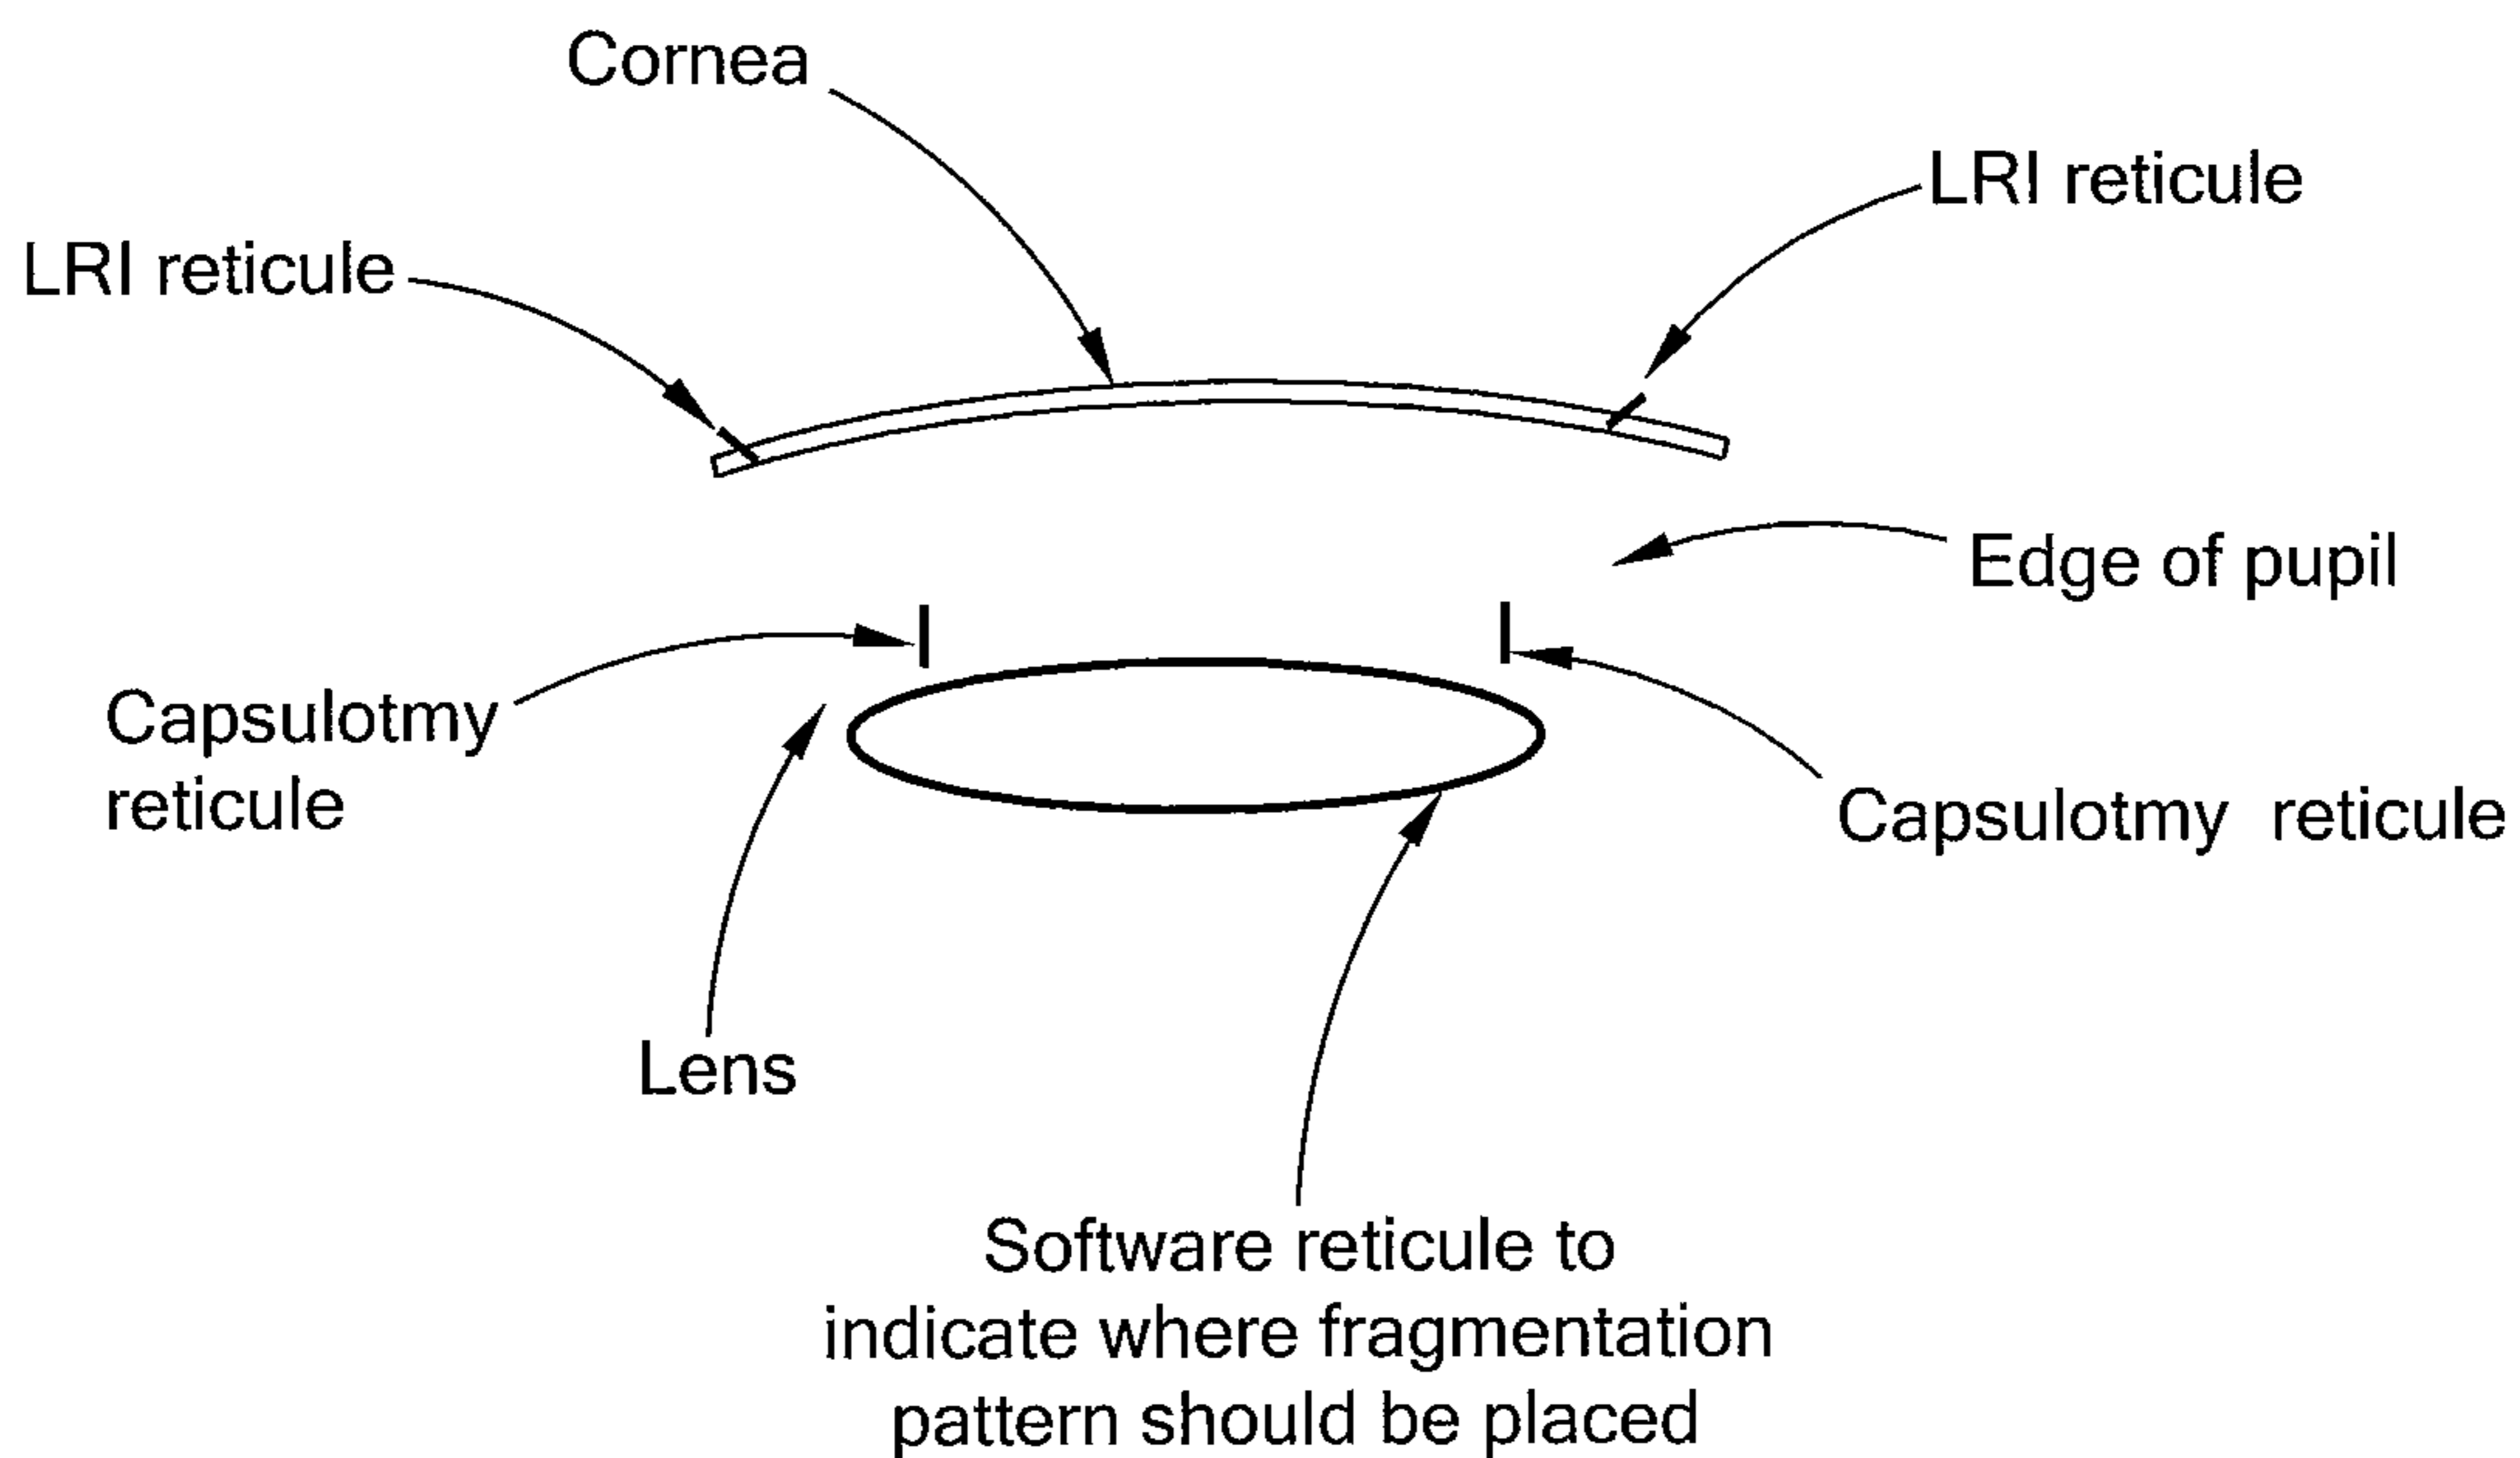 Cornea
LRI reticule
LRI reticule
Edge of pupil
Capsulotmy
reticule
Capsulotmy reticule
Lens
Software reticule to
indicate where fragmentation
pattern should be placed